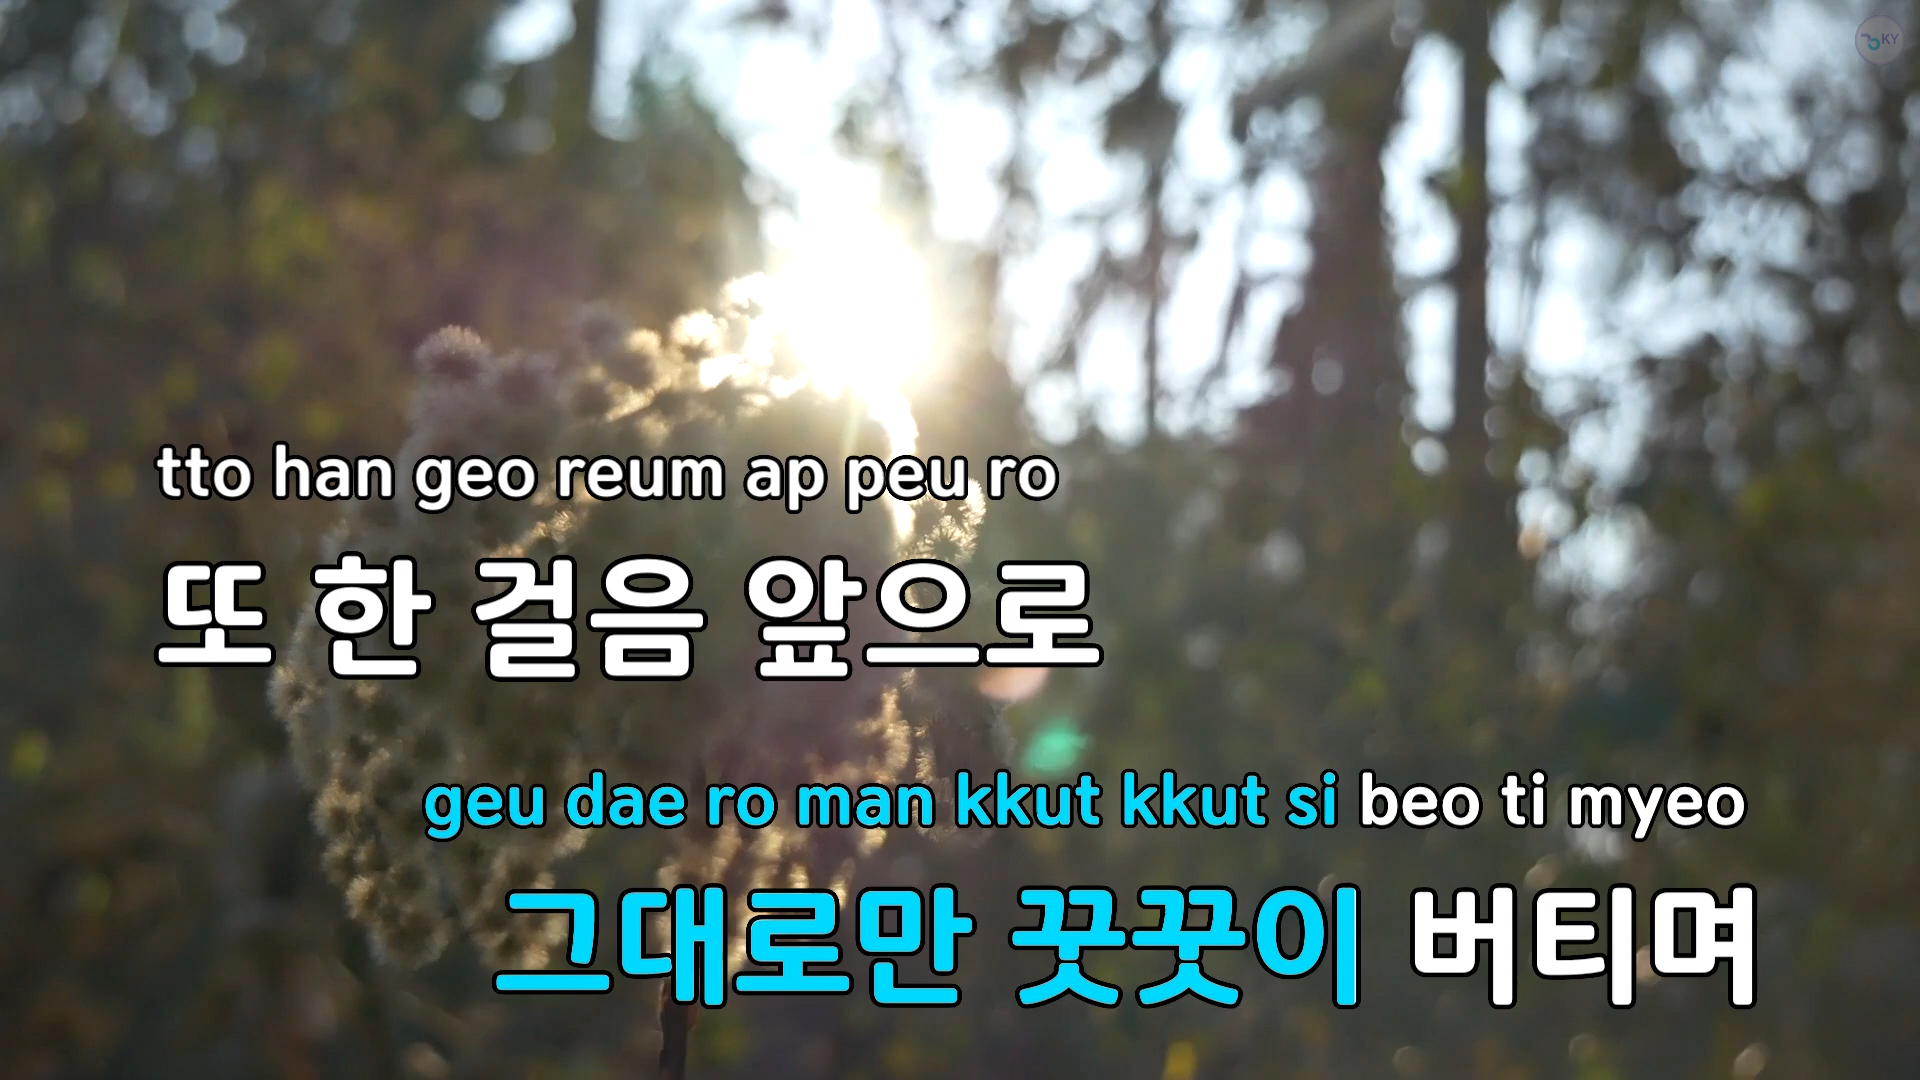 KY
tto han geo reum ap peu ro
또 한 걸음 앞으로
geu dae ro man kkut kkut si beo ti myeo
그대로만 꿋꿋이 버티며